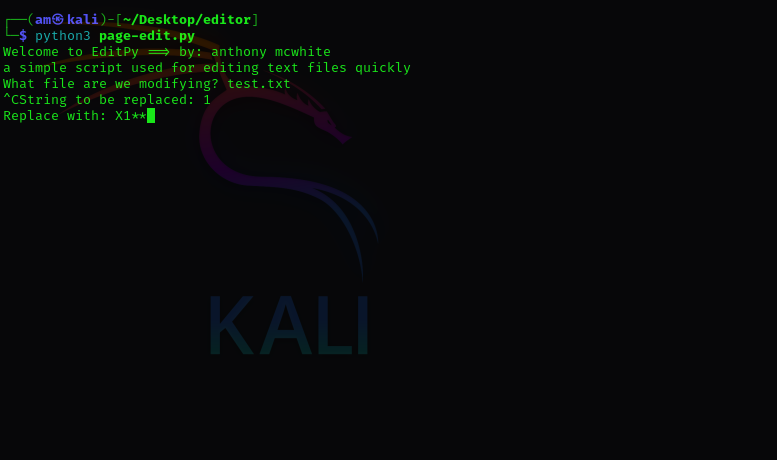 ┌──(am㉿kali)-[~/Desktop/editor]
└─$ python3 page-edit.py
Welcome to EditPy ==> by: anthony mcwhite
a simple script used for editing text files quickly
What file are we modifying? test.txt
^CString to be replaced: 1
Replace with: X1**
KALI